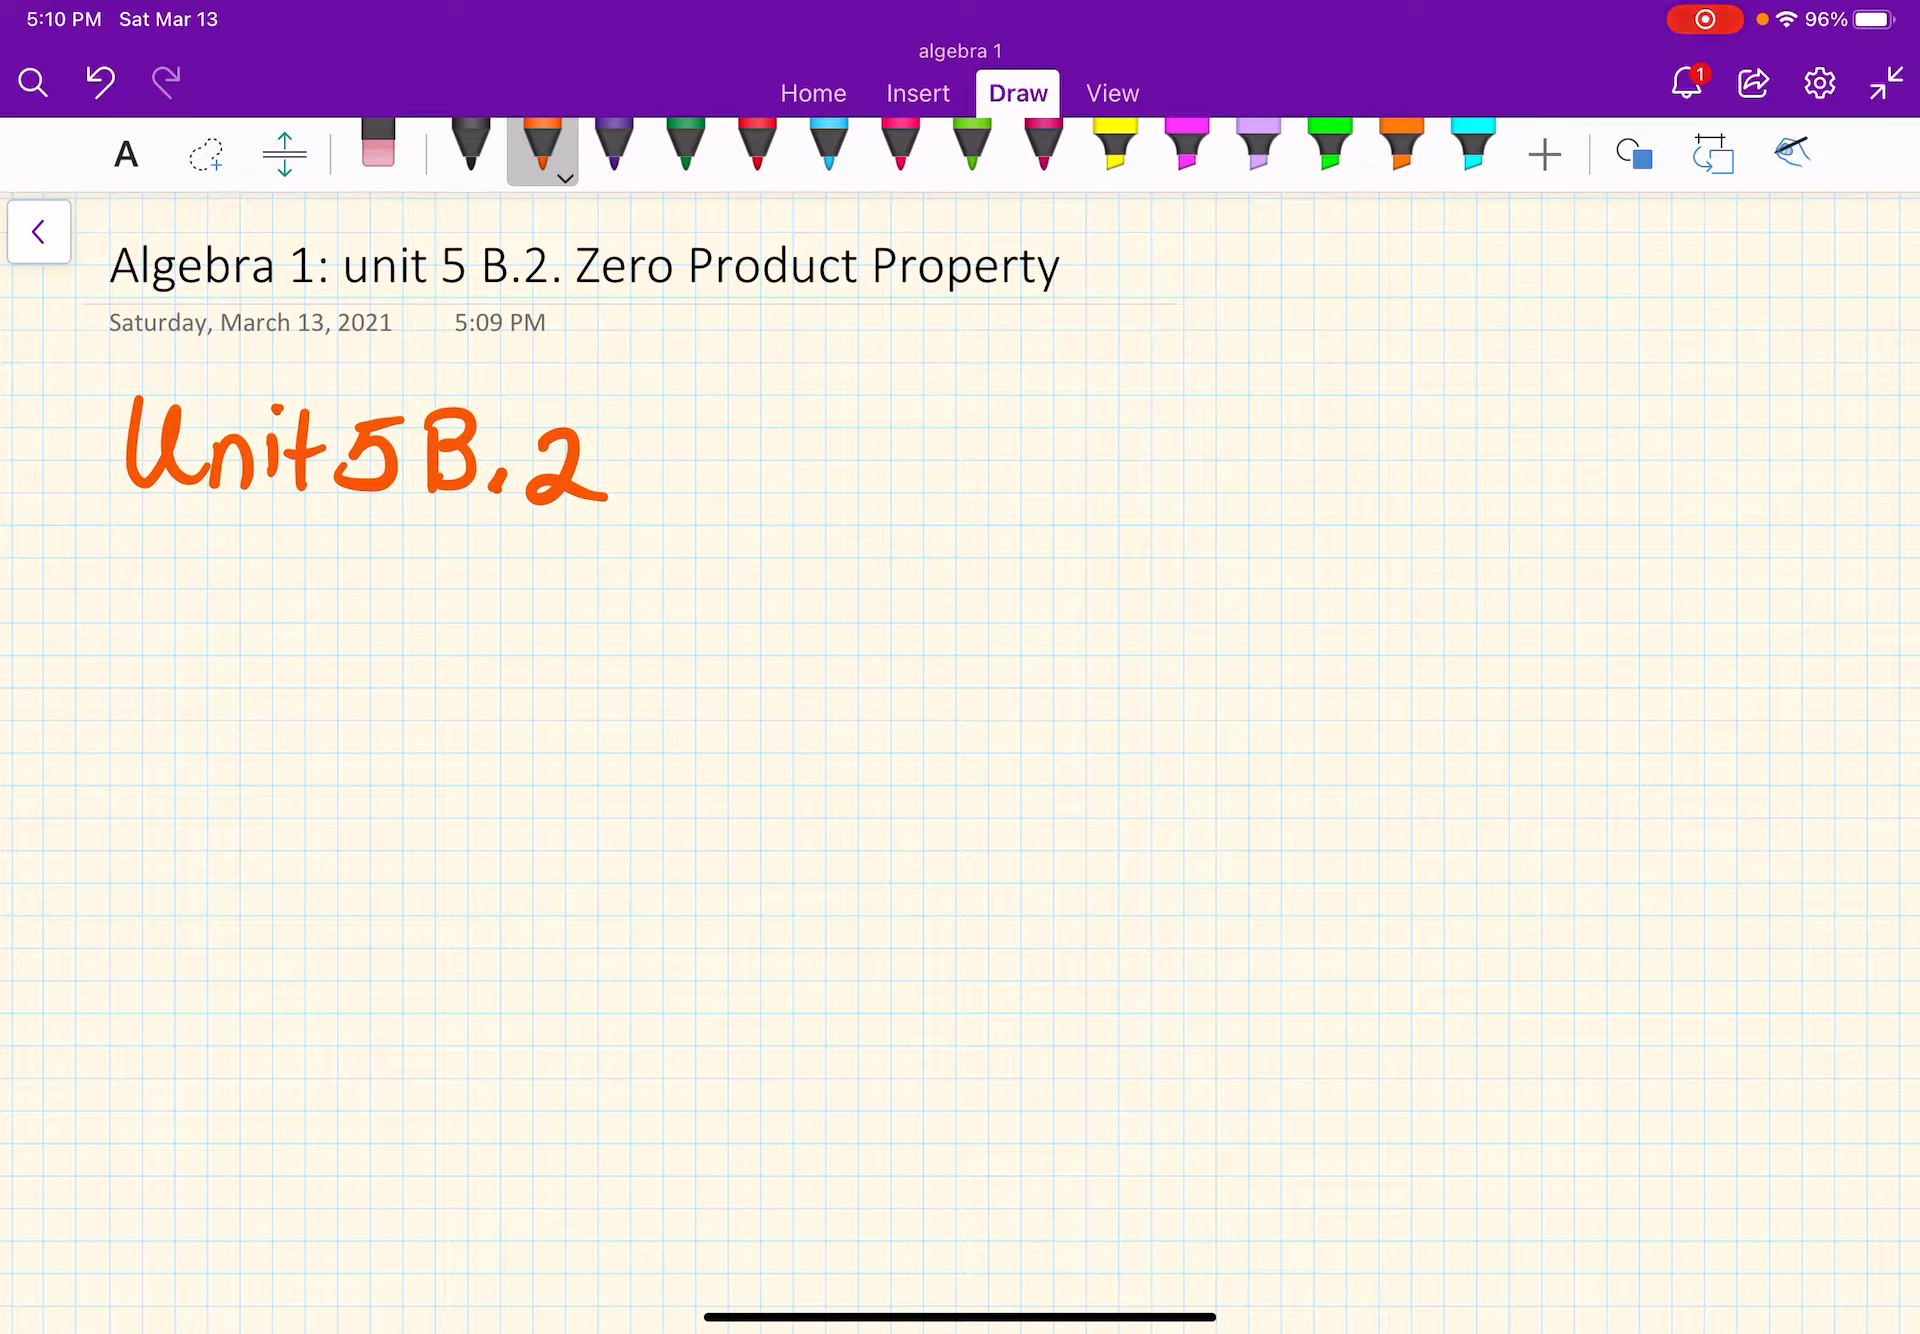 5:10 PM Sat Mar 13
96%
algebra 1
Home Insert Draw View
1
A
Algebra 1: unit 5 B.2. Zero Product Property
Saturday, March 13, 2021 5:09 PM
Unit 5 B.2